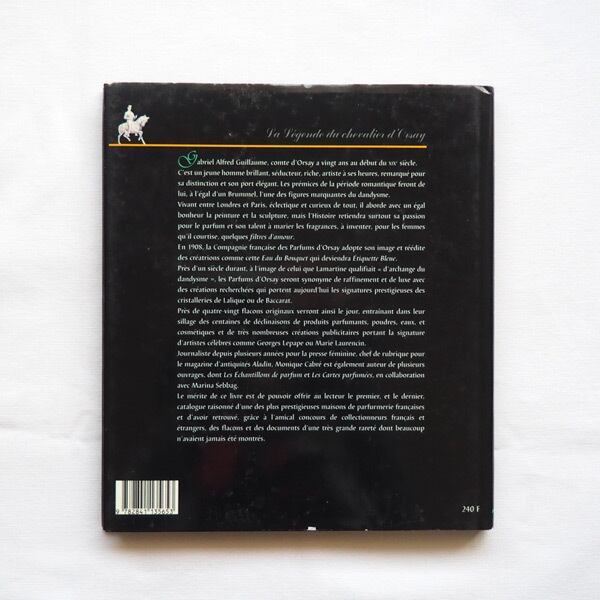 La Légende du chevalier d'Orsay
Gabriel Alfred Guillaume, comte d'Orsay a vingt ans au début du XIXe siècle.
C'est un jeune homme brillant, séducteur, riche, artiste à ses heures, remarqué pour
sa distinction et son port élégant. Les prémices de la période romantique feront de
lui, à l'égal d'un Brummel, une des figures marquantes du dandysme.
Vivant entre Londres et Paris, éclectique et curieux de tout, il aborde avec un égal
bonheur la peinture et la sculpture, mais l'Histoire retiendra surtout sa passion
pour le parfum et son talent à marier les fragrances, à inventer, pour les femmes
qu'il courtise, quelques filtres d'amour.
En 1908, la Compagnie française des Parfums d'Orsay adopte son image et réédite
des créations comme cette Eau du Bouquet qui deviendra Etiquette Bleue.
Près d'un siècle durant, à l'image de celui que Lamartine qualifiait « d'archange du
dandysme », les Parfums d'Orsay seront synonyme de raffinement et de luxe avec
des créations recherchées qui portent aujourd'hui les signatures prestigieuses des
cristalleries de Lalique ou de Baccarat.
Près de quatre-vingt flacons originaux verront ainsi le jour, entraînant dans leur
sillage des centaines de déclinaisons de produits parfumants, poudres, eaux, et
cosmétiques et de très nombreuses créations publicitaires portant la signature
d'artistes célèbres comme Georges Lepape ou Marie Laurencin.
Journaliste depuis plusieurs années pour la presse féminine, chef de rubrique pour
le magazine d'antiquités Aladin, Monique Cabré est également auteur de plusieurs
ouvrages, dont Les Echantillons de parfum et Les Cartes parfumées, en collaboration
avec Marina Sebbag.
Le mérite de ce livre est de pouvoir offrir au lecteur le premier, et le dernier,
catalogue raisonné d'une des plus prestigieuses maisons de parfumerie françaises
et d'avoir retrouvé, grâce à l'amical concours de collectionneurs français et
étrangers, des flacons et des documents d'une très grande rareté dont beaucoup
n'avaient jamais été montrés.
9 782841 135653
240 F